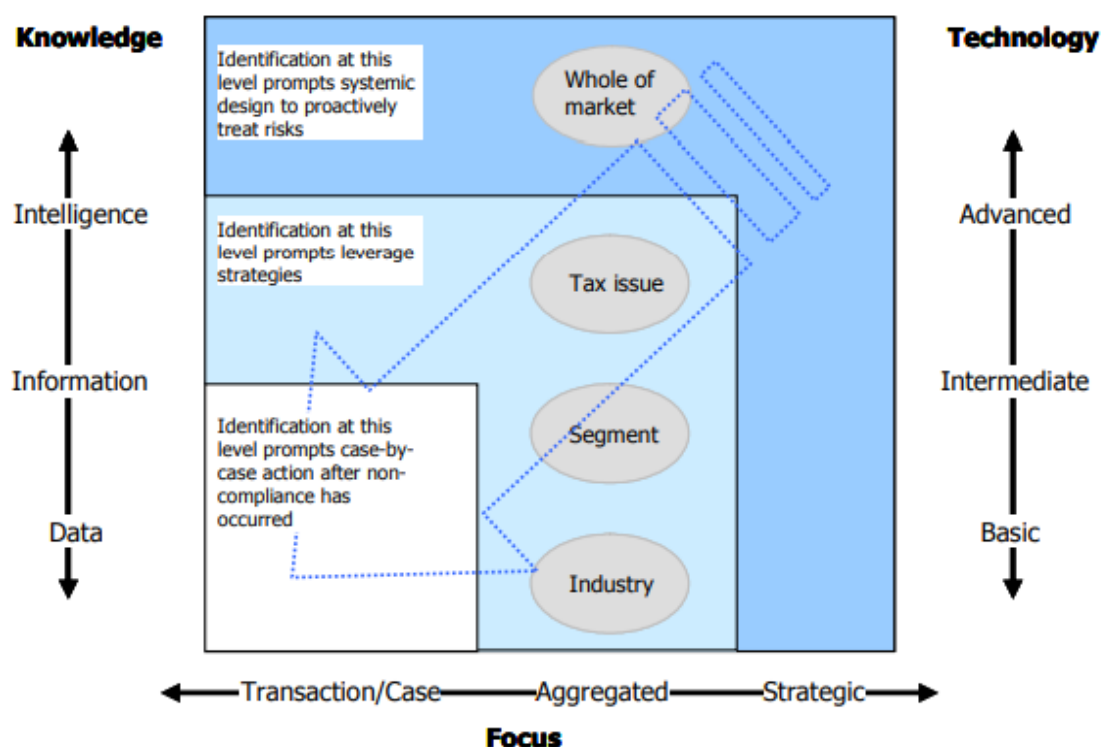 Knowledge
Technology
Identification at this
level prompts systemic
design to proactively
treat risks
Whole of
market
Intelligence
Advanced
Identification at this
level prompts leverage
strategies
Tax issue
Information
Intermediate
Identification at this
level prompts case-by-
case action after non-
compliance has
occurred
Segment
Data
Basic
Industry
Transaction/Case
Aggregated
Strategic
Focus